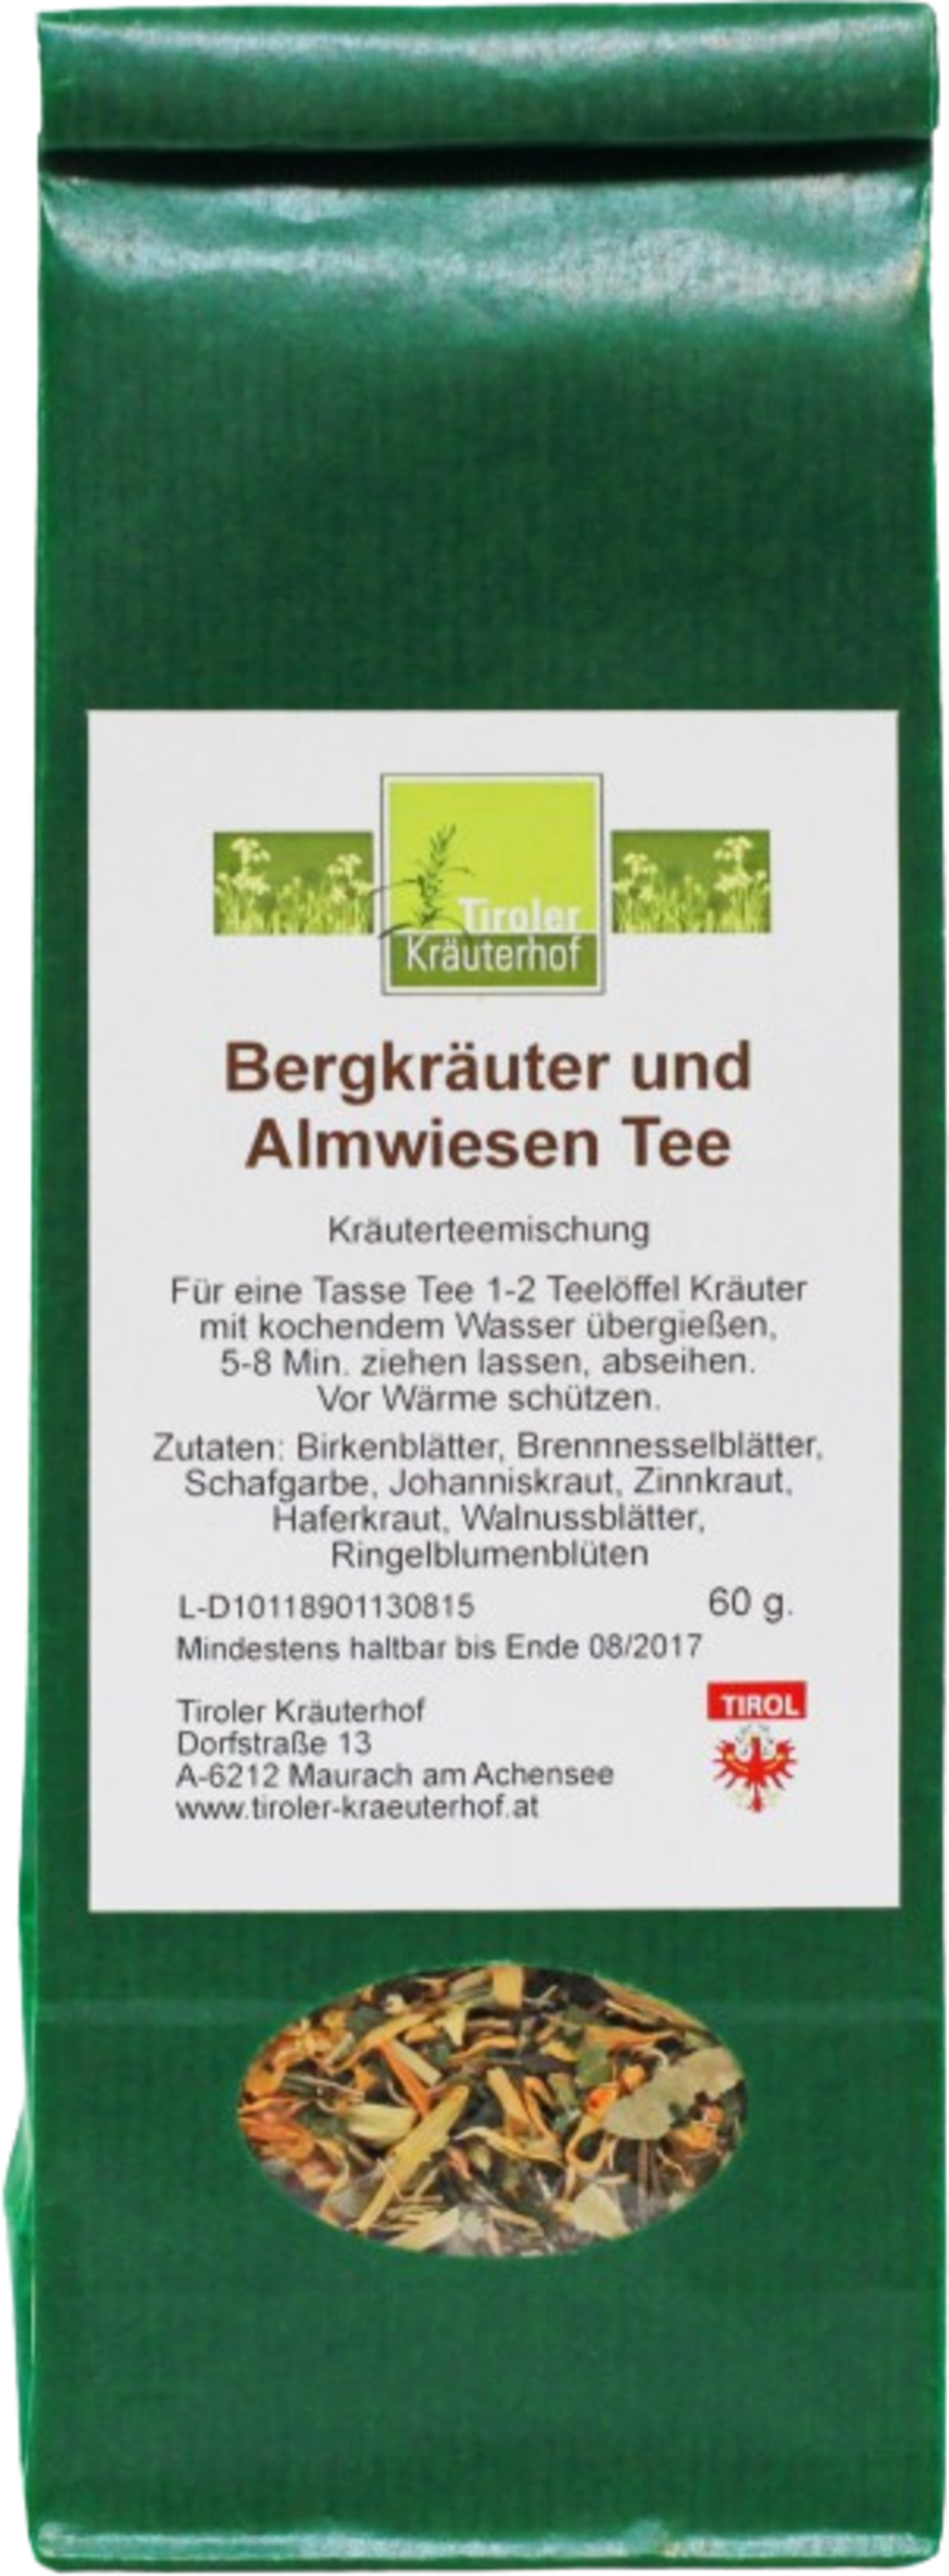 Tiroler
Kräuterhof
Bergkräuter und
Almwiesen Tee
Kräuterteemischung
Für eine Tasse Tee 1-2 Teelöffel Kräuter
mit kochendem Wasser übergießen,
5-8 Min. ziehen lassen, abseihen.
Vor Wärme schützen.
Zutaten: Birkenblätter, Brennnesselblätter,
Schafgarbe, Johanniskraut, Zinnkraut,
Haferkraut, Walnussblätter,
Ringelblumenblüten
L-D10118901130815 60 g.
Mindestens haltbar bis Ende 08/2017
Tiroler Kräuterhof
Dorfstraße 13
A-6212 Maurach am Achensee
www.tiroler-kraeuterhof.at
TIROL